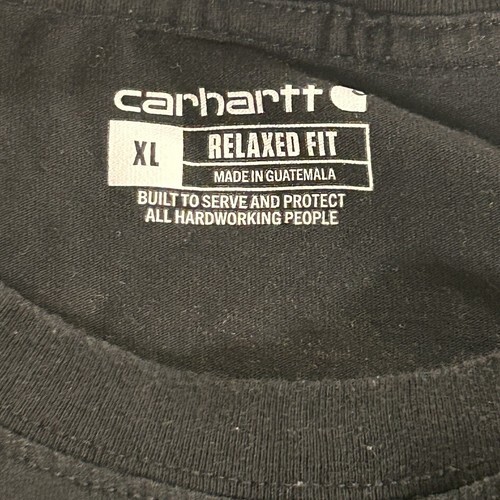 carhartt
XL
RELAXED FIT
MADE IN GUATEMALA
BUILT TO SERVE AND PROTECT
ALL HARDWORKING PEOPLE